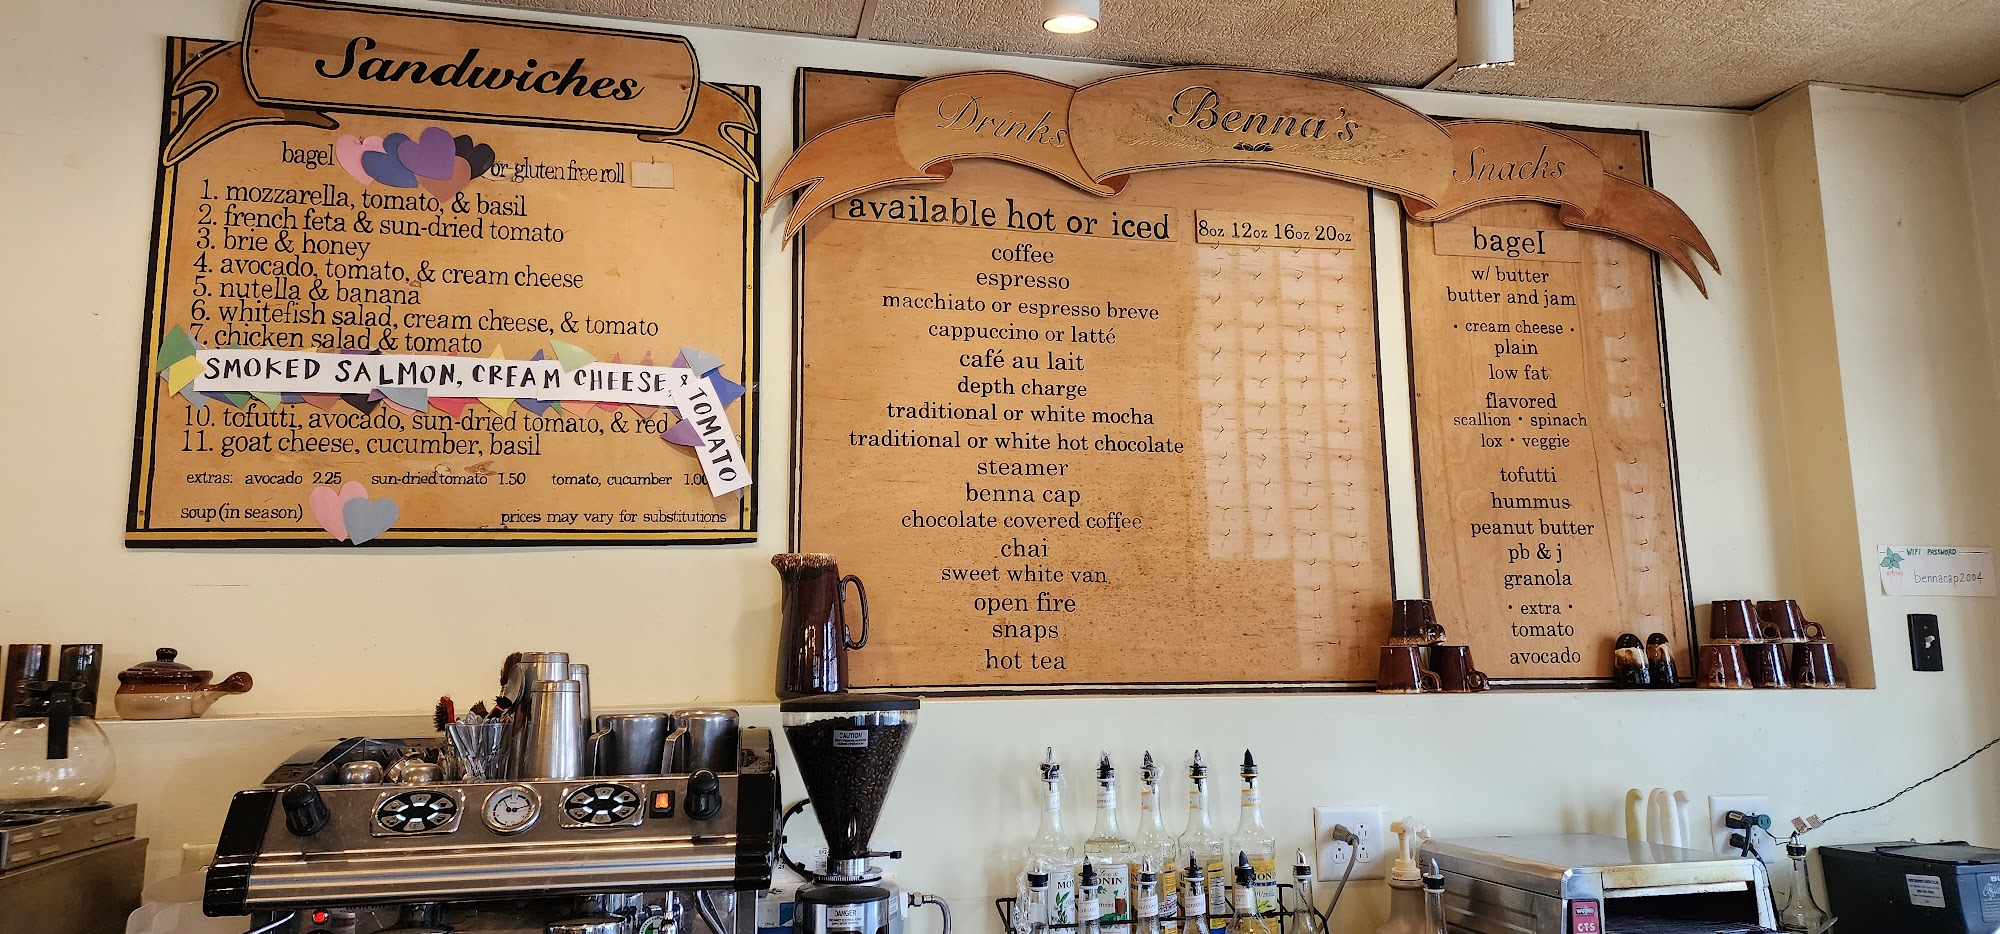 Sandwiches
bagel or gluten free roll
1. mozzarella, tomato, & basil
2. french feta & sun-dried tomato
3. brie & honey
4. avocado, tomato, & cream cheese
5. nutella & banana
6. whitefish salad, cream cheese, & tomato
7. chicken salad & tomato
SMOKED SALMON, CREAM CHEESE, & TOMATO
10. tofutti, avocado, sun-dried tomato, & red
11. goat cheese, cucumber, basil
extras: avocado 2.25 sun-dried tomato 1.50 tomato, cucumber 1.00
soup (in season) prices may vary for substitutions
Drinks Benna's Snacks
available hot or iced 8oz 12oz 16oz 20oz
coffee
espresso
macchiato or espresso breve
cappuccino or latté
café au lait
depth charge
traditional or white mocha
traditional or white hot chocolate
steamer
benna cap
chocolate covered coffee
chai
sweet white van
open fire
snaps
hot tea
bagel
w/ butter
butter and jam
• cream cheese •
plain
low fat
flavored
scallion • spinach
lox • veggie
tofutti
hummus
peanut butter
pb & j
granola
• extra •
tomato
avocado
WIFI PASSWORD
bennacap2004
CAUTION
DANGER
MONIN
CTS